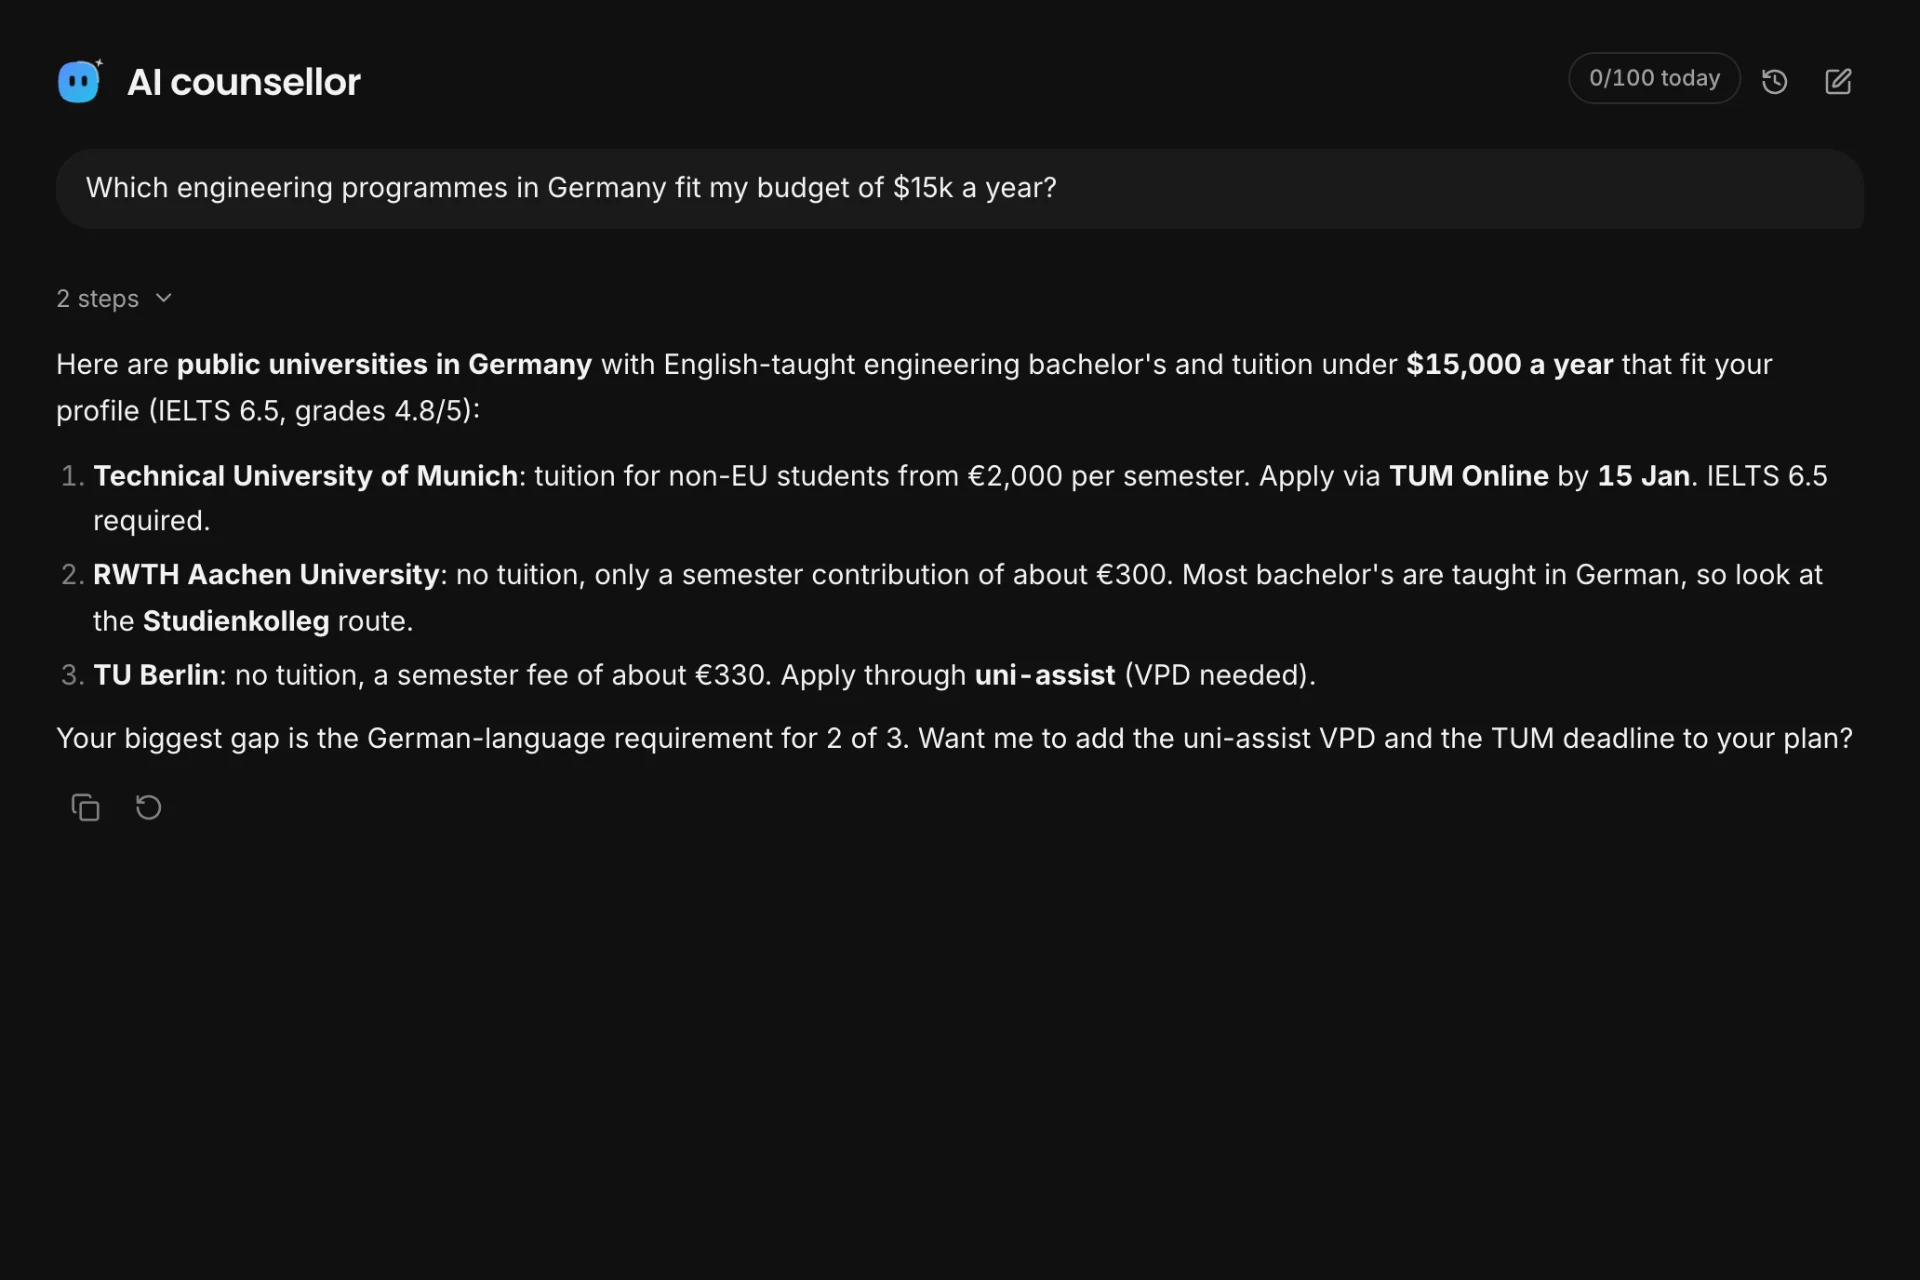 AI counsellor
0/100 today
Which engineering programmes in Germany fit my budget of $15k a year?
2 steps
Here are public universities in Germany with English-taught engineering bachelor's and tuition under $15,000 a year that fit your
profile (IELTS 6.5, grades 4.8/5):
1. Technical University of Munich: tuition for non-EU students from €2,000 per semester. Apply via TUM Online by 15 Jan. IELTS 6.5
required.
2. RWTH Aachen University: no tuition, only a semester contribution of about €300. Most bachelor's are taught in German, so look at
the Studienkolleg route.
3. TU Berlin: no tuition, a semester fee of about €330. Apply through uni-assist (VPD needed).
Your biggest gap is the German-language requirement for 2 of 3. Want me to add the uni-assist VPD and the TUM deadline to your plan?